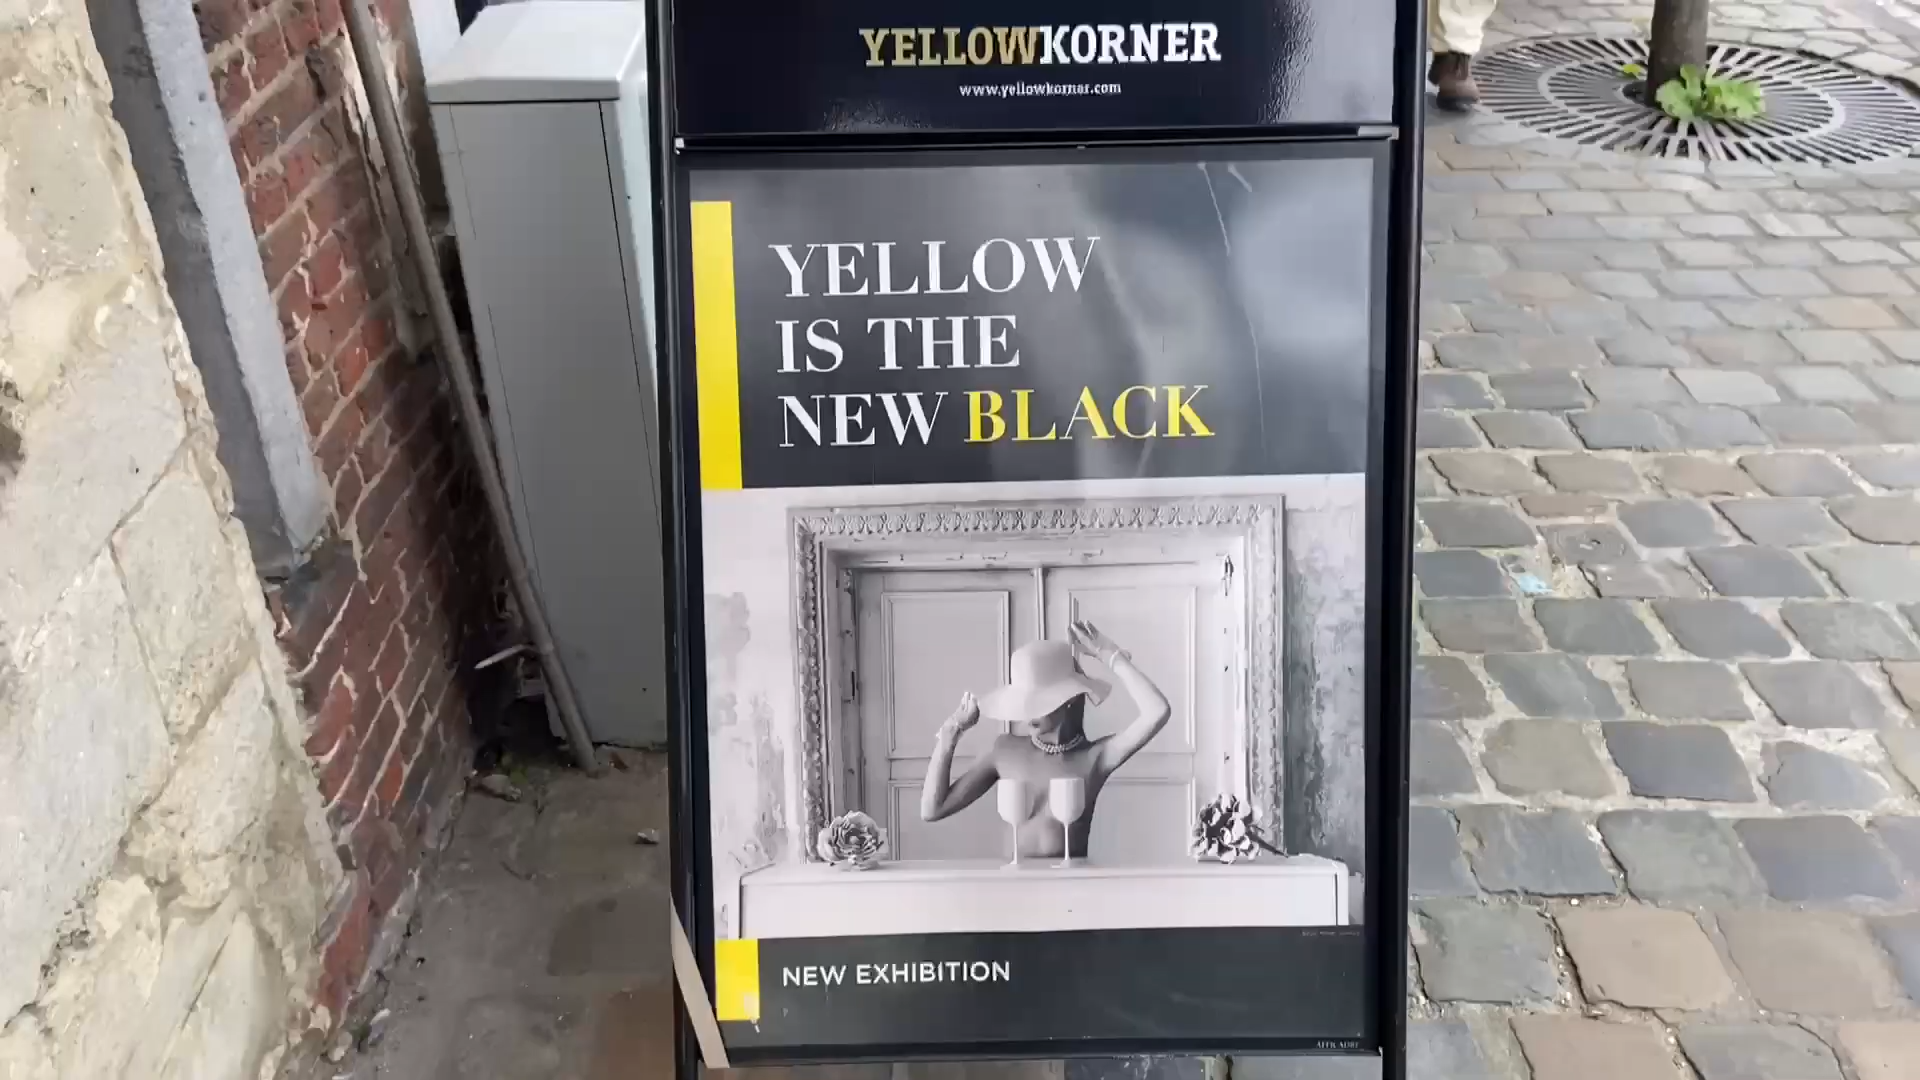 YELLOWKORNER
www.yellowkorner.com
YELLOW
IS THE
NEW BLACK
NEW EXHIBITION